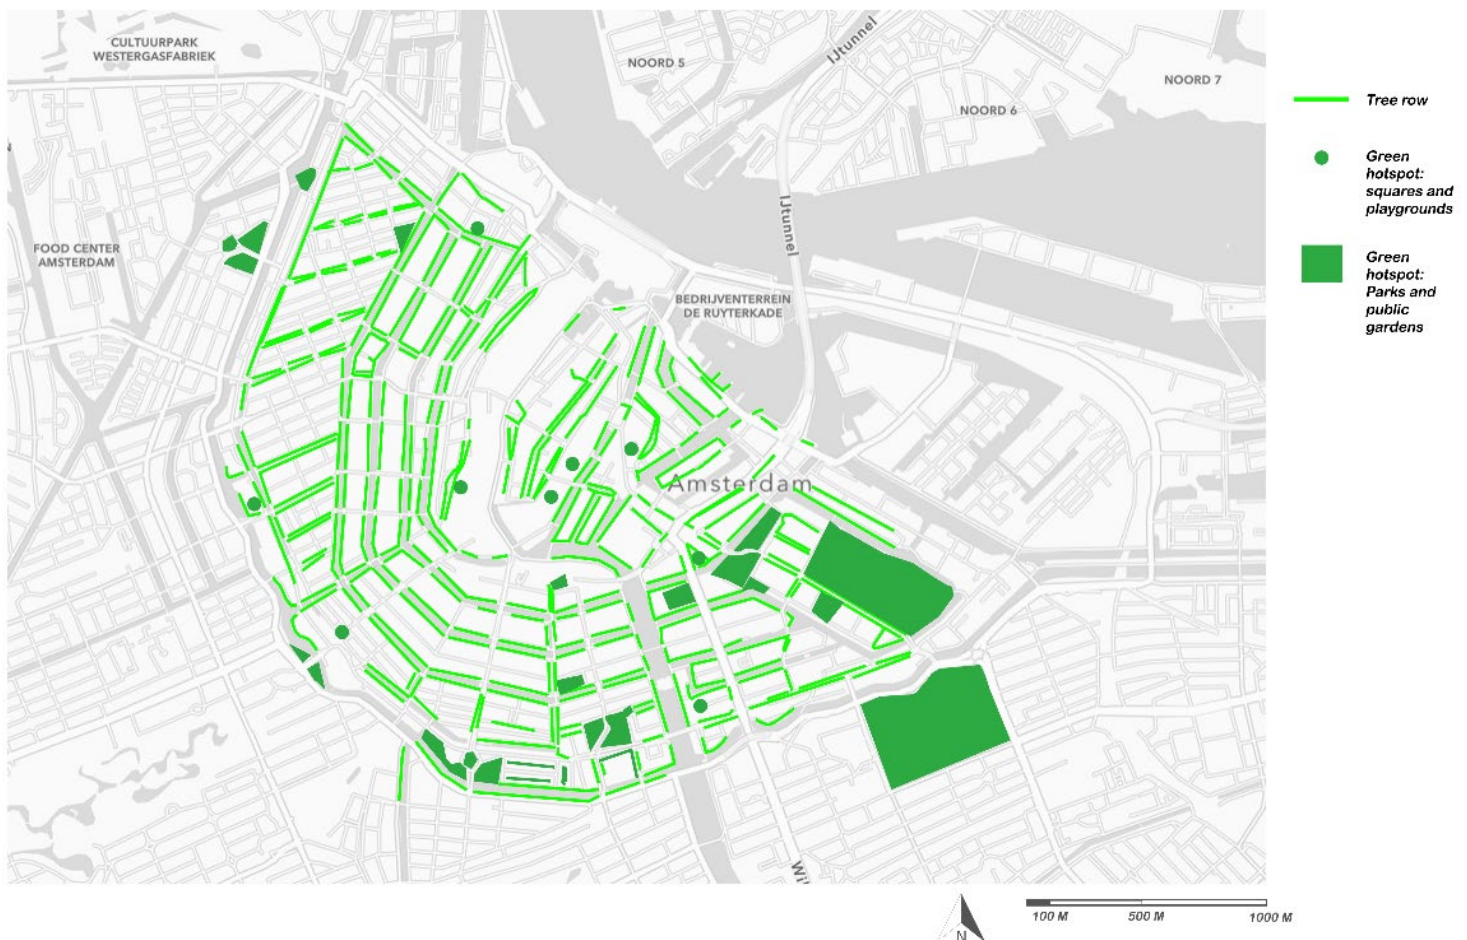 CULTUURPARK
WESTERGASFABRIEK
NOORD 5
IJtunnel
NOORD 7
NOORD 6
N
IJtunnel
FOOD CENTER
AMSTERDAM
BEDRIJVENTERREIN
DE RUYTERKADE
Amsterdam
Tree row
Green
hotspot:
squares and
playgrounds
Green
hotspot:
Parks and
public
gardens
N
100 M
500 M
1000 M